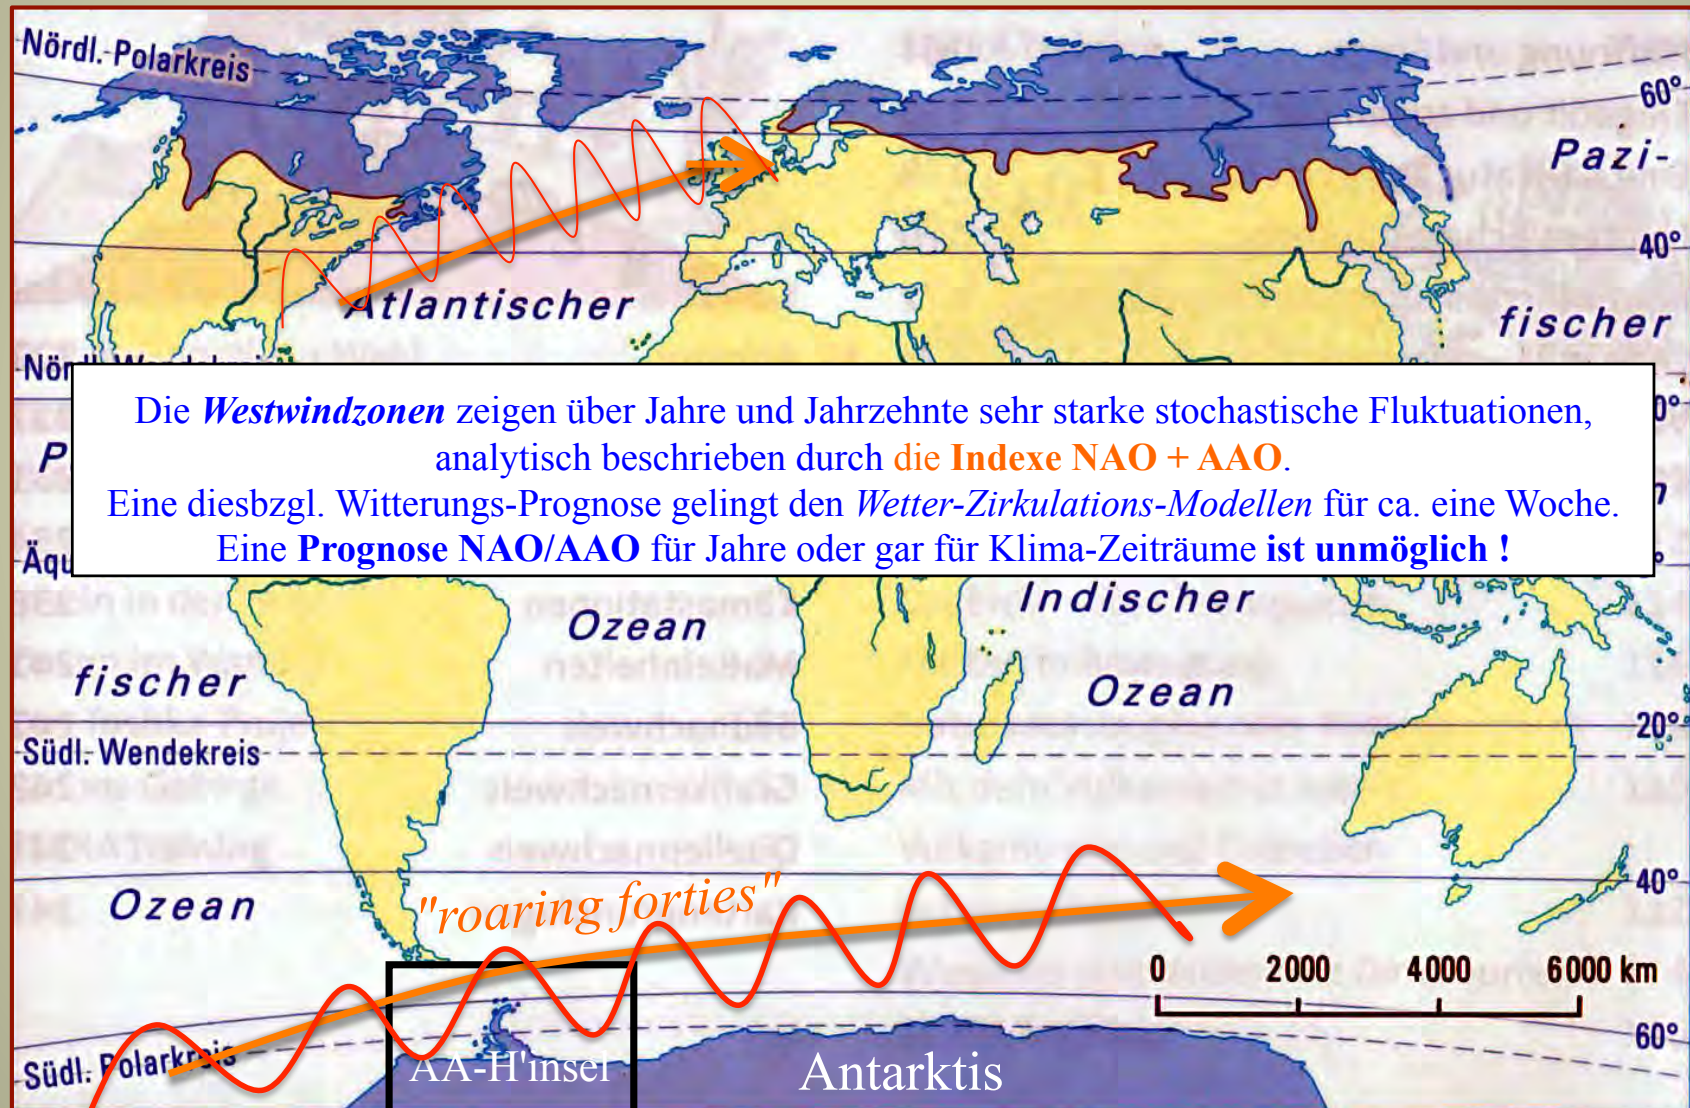 Nördl. Polarkreis
60°
Pazi-
40°
Atlantischer
fischer
Die Westwindzonen zeigen über Jahre und Jahrzehnte sehr starke stochastische Fluktuationen,
analytisch beschrieben durch die Indexe NAO + AAO.
Eine diesbzgl. Witterungs-Prognose gelingt den Wetter-Zirkulations-Modellen für ca. eine Woche.
Eine Prognose NAO/AAO für Jahre oder gar für Klima-Zeiträume ist unmöglich !
Indischer
Ozean
fischer
Ozean
20°
Südl. Wendekreis
40°
Ozean
"roaring forties"
0 2000 4000 6000 km
60°
Südl. Polarkreis
AA-H'insel
Antarktis